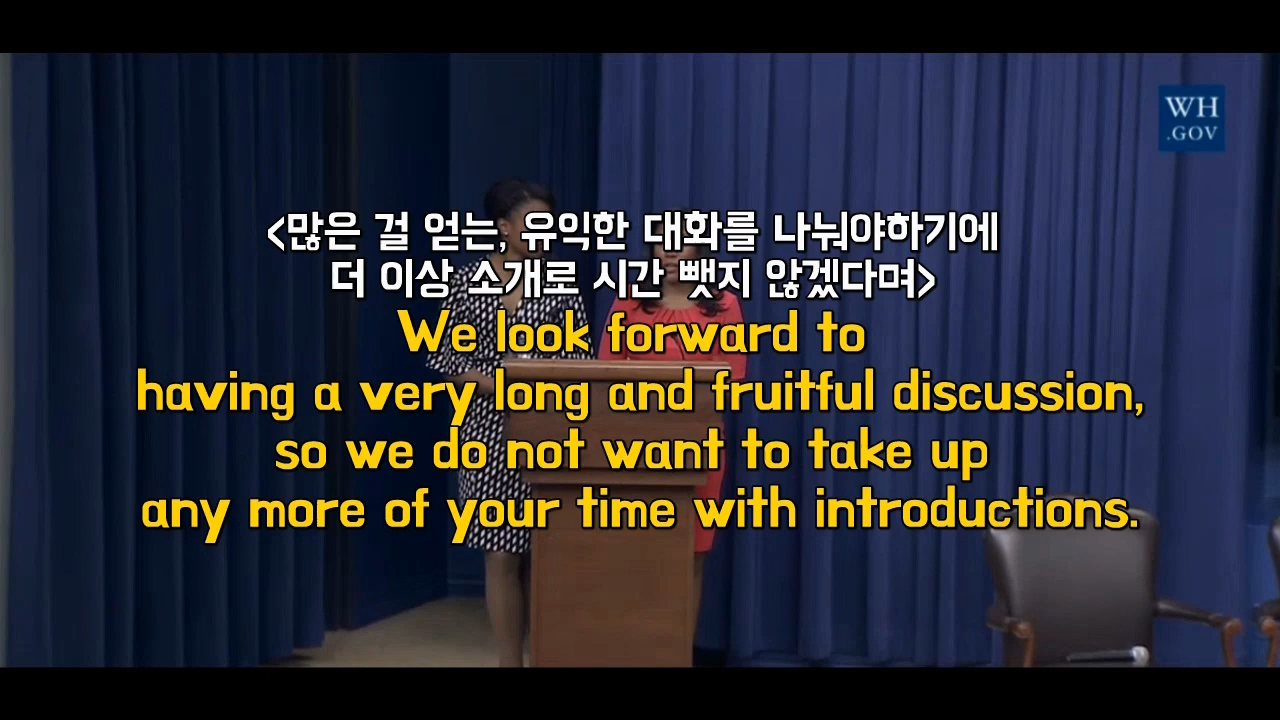 WH
.GOV
<많은 걸 얻는, 유익한 대화를 나눠야하기에
더 이상 소개로 시간 뺏지 않겠다며>
We look forward to
having a very long and fruitful discussion,
so we do not want to take up
any more of your time with introductions.